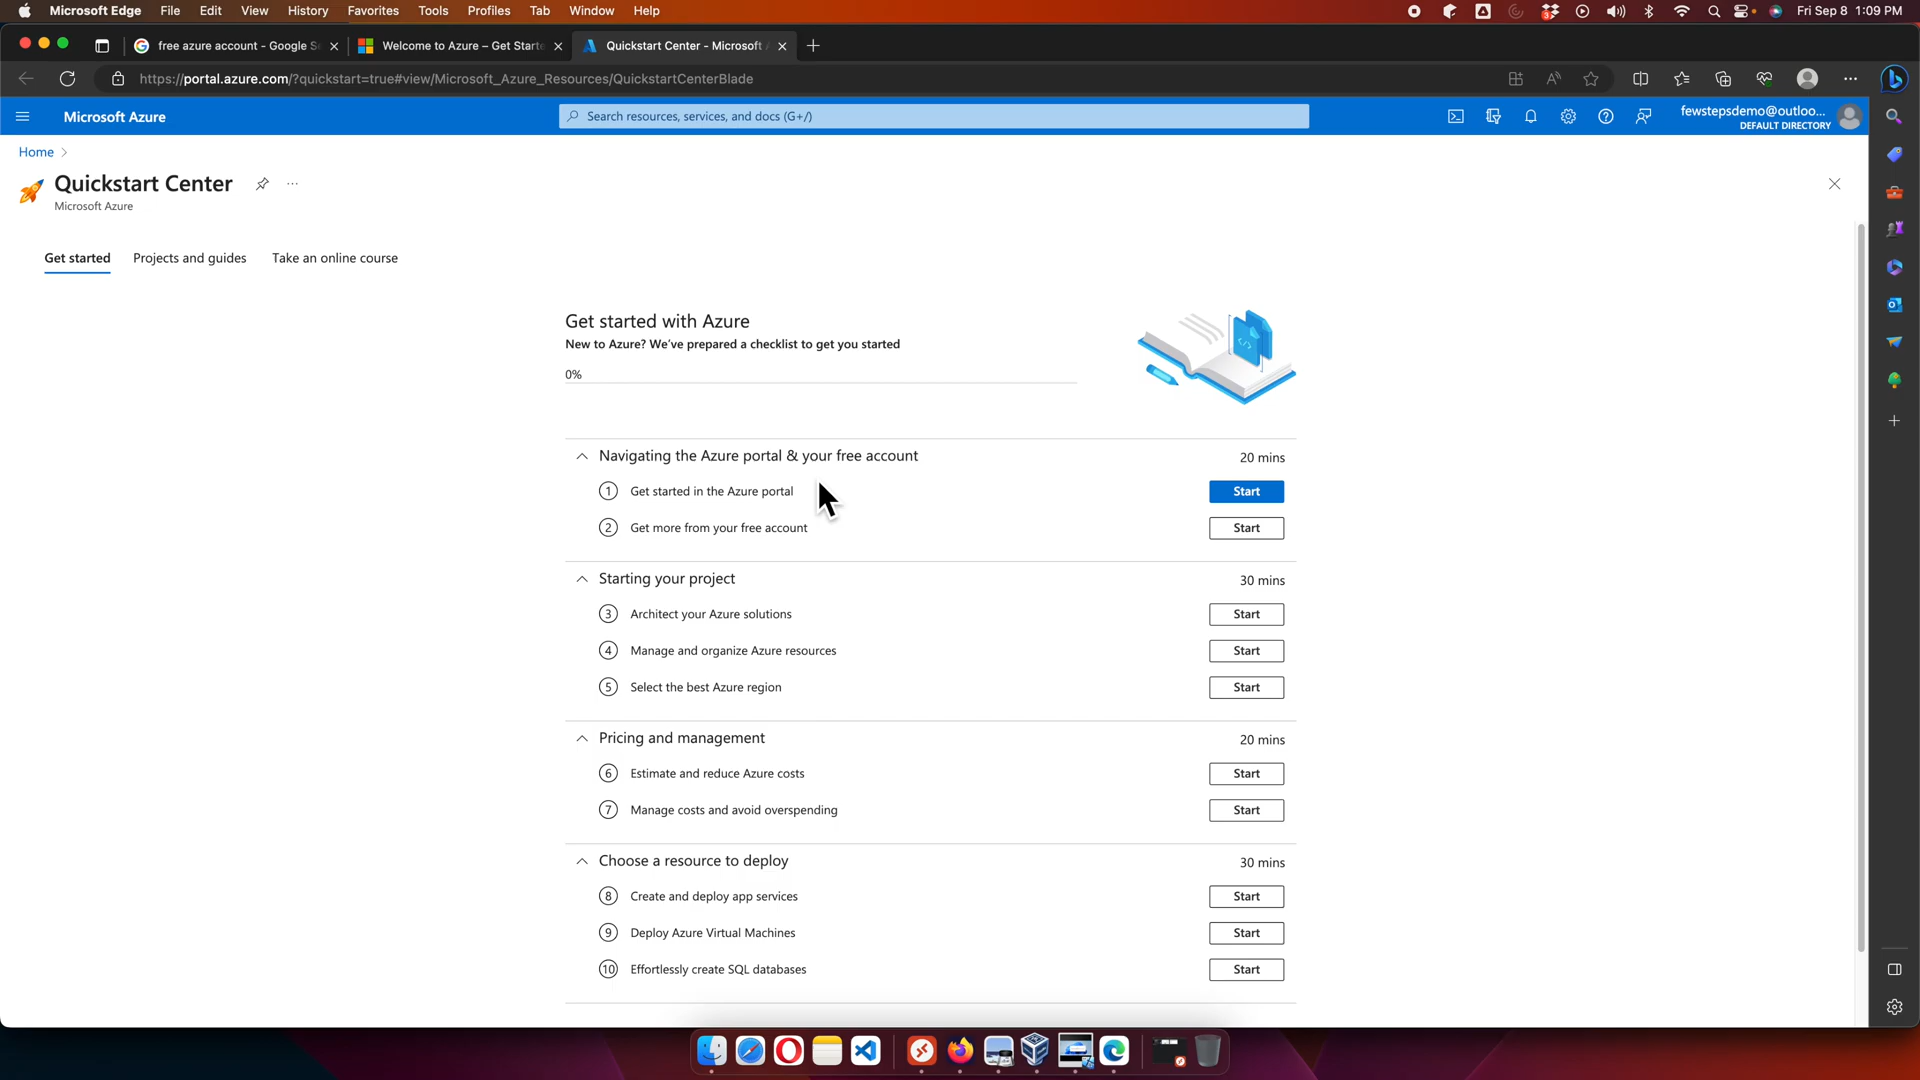 Microsoft Edge File Edit View History Favorites Tools Profiles Tab Window Help Fri Sep 8 1:09 PM
free azure account - Google S Welcome to Azure – Get Starte Quickstart Center - Microsoft A
https://portal.azure.com/?quickstart=true#view/Microsoft_Azure_Resources/QuickstartCenterBlade
Microsoft Azure
Search resources, services, and docs (G+/)
fewstepsdemo@outloo...
DEFAULT DIRECTORY
Home
Quickstart Center
Microsoft Azure
Get started Projects and guides Take an online course
Get started with Azure
New to Azure? We've prepared a checklist to get you started
0%
Navigating the Azure portal & your free account 20 mins
1 Get started in the Azure portal Start
2 Get more from your free account Start
Starting your project 30 mins
3 Architect your Azure solutions Start
4 Manage and organize Azure resources Start
5 Select the best Azure region Start
Pricing and management 20 mins
6 Estimate and reduce Azure costs Start
7 Manage costs and avoid overspending Start
Choose a resource to deploy 30 mins
8 Create and deploy app services Start
9 Deploy Azure Virtual Machines Start
10 Effortlessly create SQL databases Start